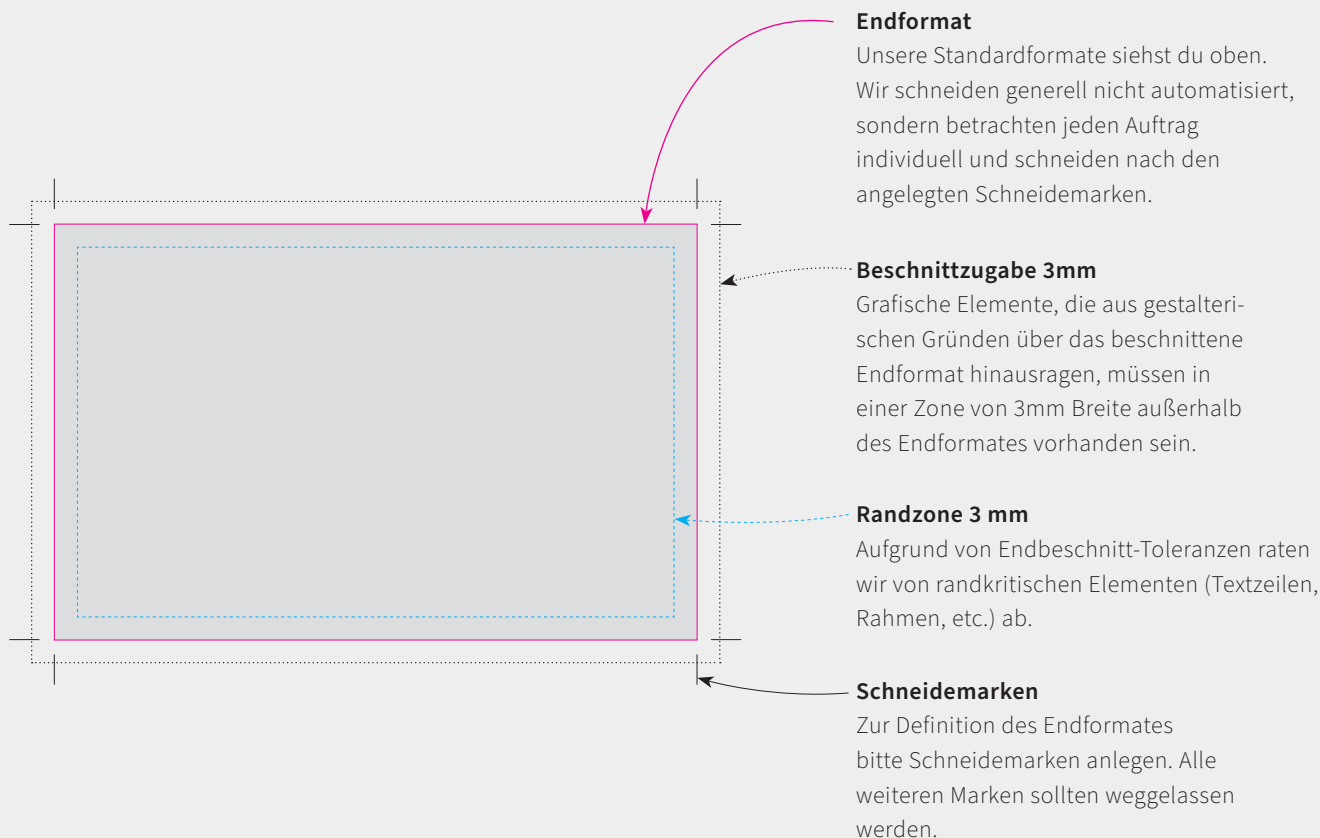 Endformat
Unsere Standardformate siehst du oben.
Wir schneiden generell nicht automatisiert,
sondern betrachten jeden Auftrag
individuell und schneiden nach den
angelegten Schneidemarken.
Beschnittzugabe 3mm
Grafische Elemente, die aus gestalteri-
schen Gründen über das beschnittene
Endformat hinausragen, müssen in
einer Zone von 3mm Breite außerhalb
des Endformates vorhanden sein.
Randzone 3 mm
Aufgrund von Endbeschnitt-Toleranzen raten
wir von randkritischen Elementen (Textzeilen,
Rahmen, etc.) ab.
Schneidemarken
Zur Definition des Endformates
bitte Schneidemarken anlegen. Alle
weiteren Marken sollten weggelassen
werden.